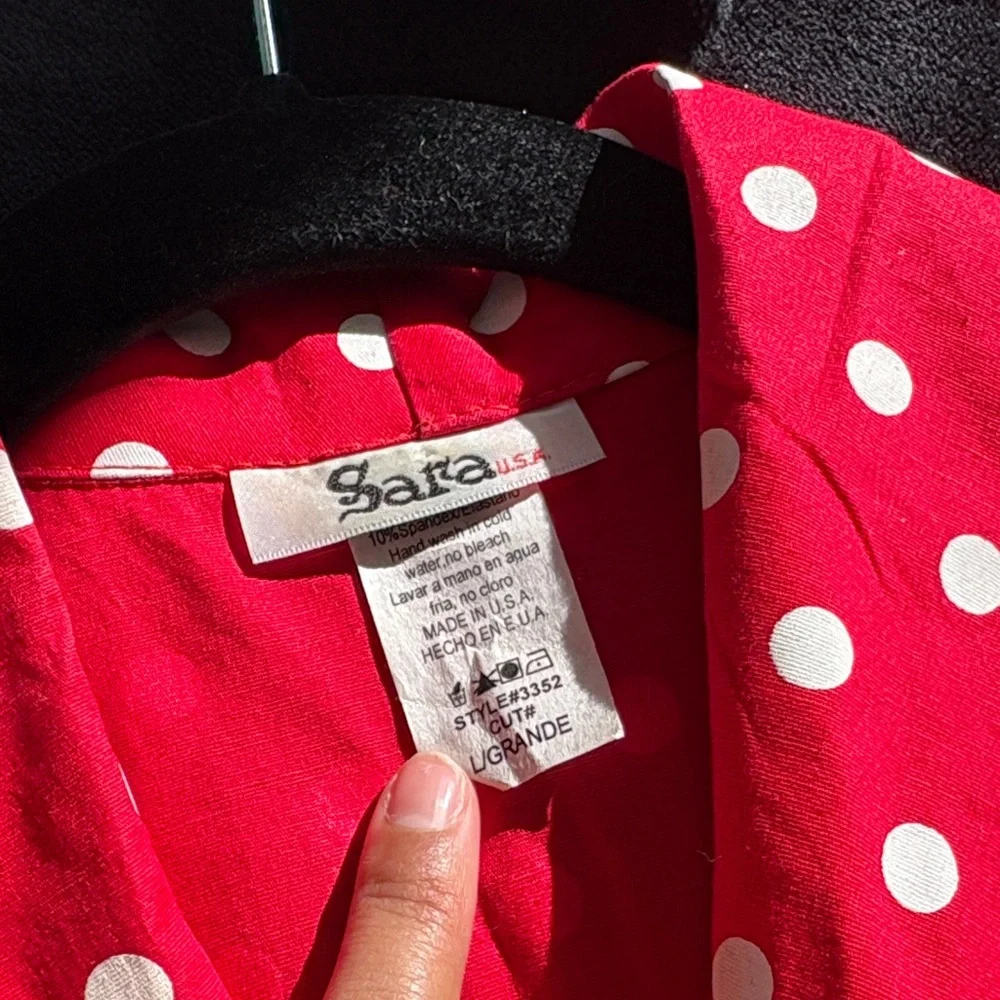 Sara U.S.A.
10%Spandex/Elastano
Hand wash in cold
water,no bleach
Lavar a mano en agua
fria, no cloro
MADE IN U.S.A.
HECHO EN E.U.A.
STYLE#3352
CUT#
L/GRANDE